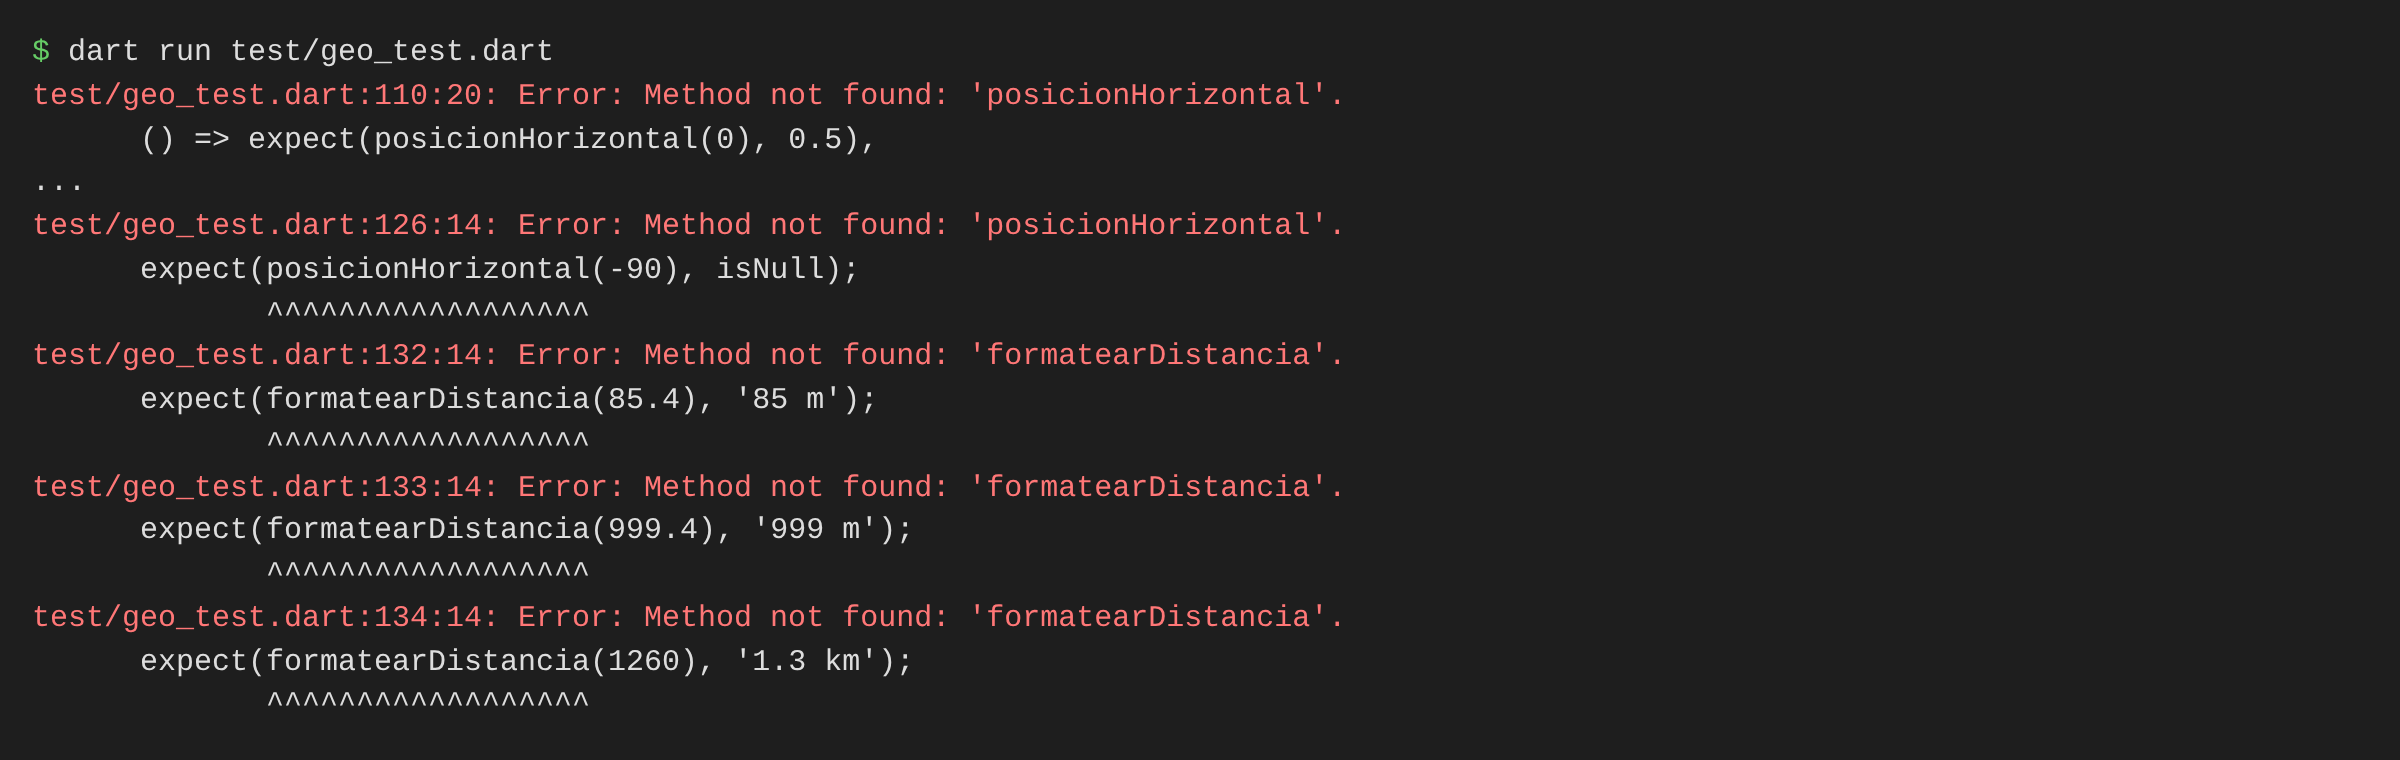 $ dart run test/geo_test.dart
test/geo_test.dart:110:20: Error: Method not found: 'posicionHorizontal'.
      () => expect(posicionHorizontal(0), 0.5),
...
test/geo_test.dart:126:14: Error: Method not found: 'posicionHorizontal'.
      expect(posicionHorizontal(-90), isNull);
             ^^^^^^^^^^^^^^^^^^
test/geo_test.dart:132:14: Error: Method not found: 'formatearDistancia'.
      expect(formatearDistancia(85.4), '85 m');
             ^^^^^^^^^^^^^^^^^^
test/geo_test.dart:133:14: Error: Method not found: 'formatearDistancia'.
      expect(formatearDistancia(999.4), '999 m');
             ^^^^^^^^^^^^^^^^^^
test/geo_test.dart:134:14: Error: Method not found: 'formatearDistancia'.
      expect(formatearDistancia(1260), '1.3 km');
             ^^^^^^^^^^^^^^^^^^